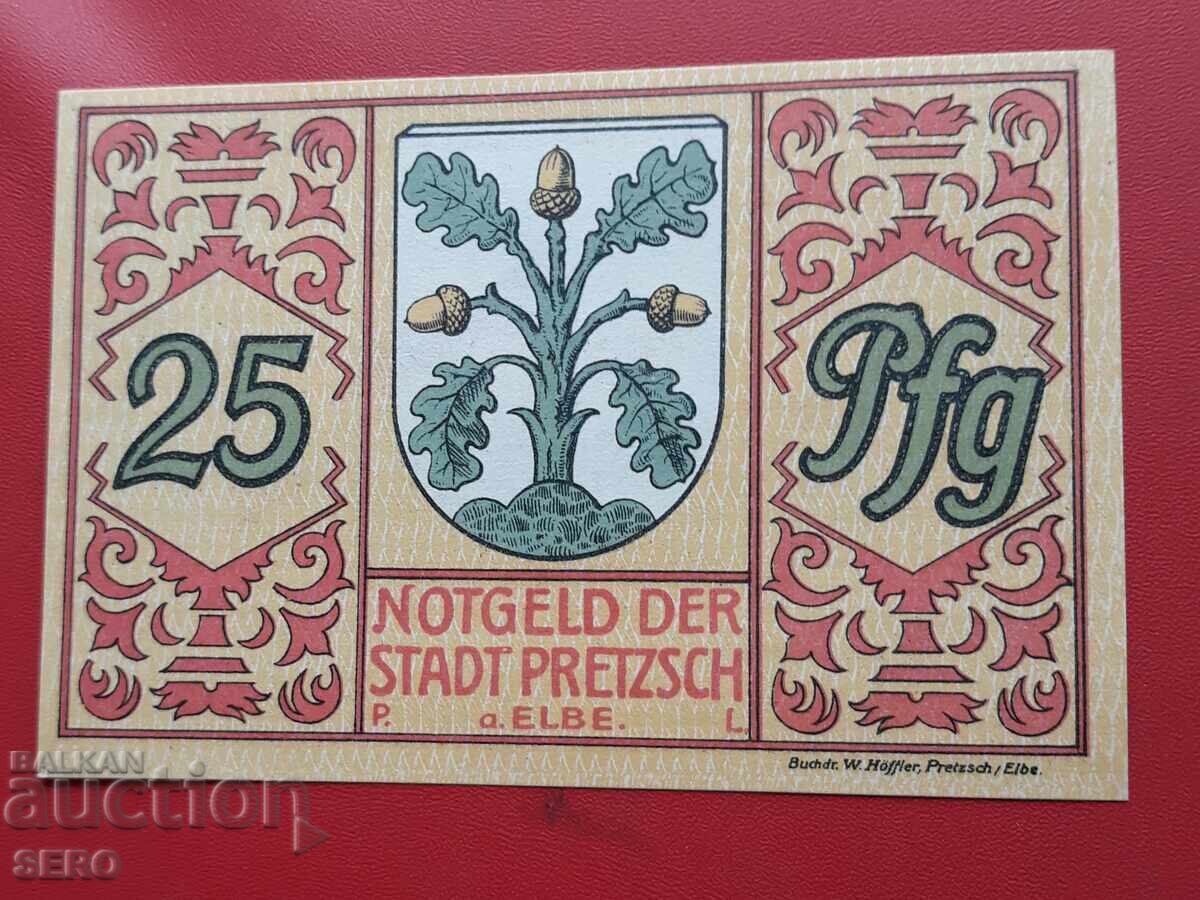 25
Pfg
NOTGELD DER
STADT PRETZSCH
P. a. ELBE. L.
Buchdr. W. Höffler, Pretzsch/Elbe.
BALKAN
auction
SERO